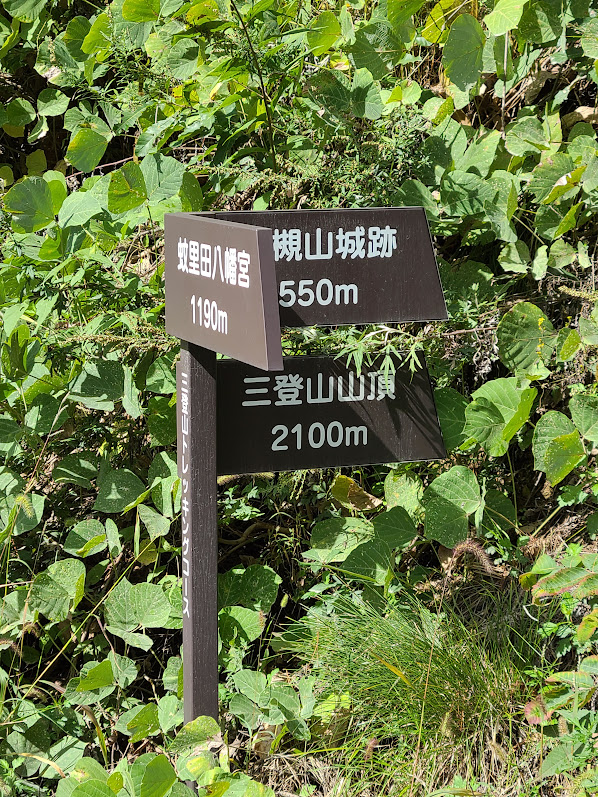 蚊里田八幡宮
1190m
槻山城跡
550m
三登山山頂
2100m
三登山トレッキングコース